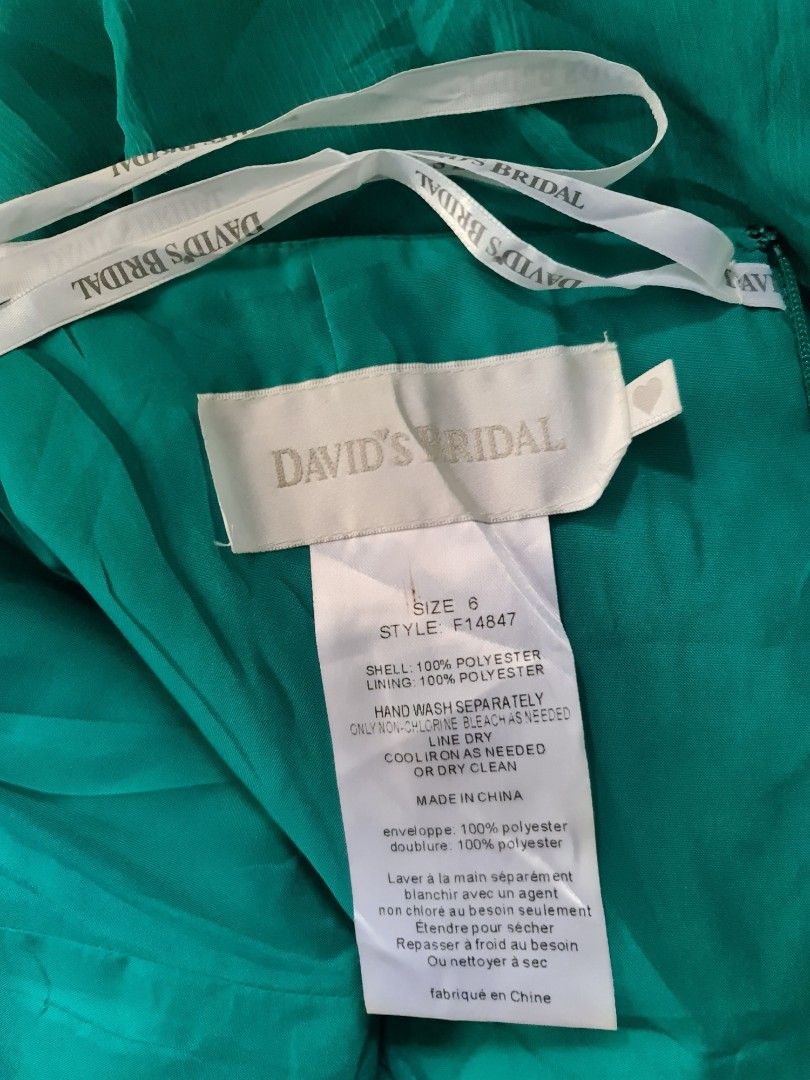 DAVID'S BRIDAL
DAVID'S BRIDAL
DAVID'S BRIDAL
BRIDAL
DAVID'S BRIDAL
SIZE 6
STYLE: F14847
SHELL: 100% POLYESTER
LINING: 100% POLYESTER
HAND WASH SEPARATELY
ONLY NON-CHLORINE BLEACH AS NEEDED
LINE DRY
COOL IRON AS NEEDED
OR DRY CLEAN
MADE IN CHINA
enveloppe: 100% polyester
doublure: 100% polyester
Laver à la main séparément
blanchir avec un agent
non chloré au besoin seulement
Étendre pour sécher
Repasser à froid au besoin
Ou nettoyer à sec
fabriqué en Chine